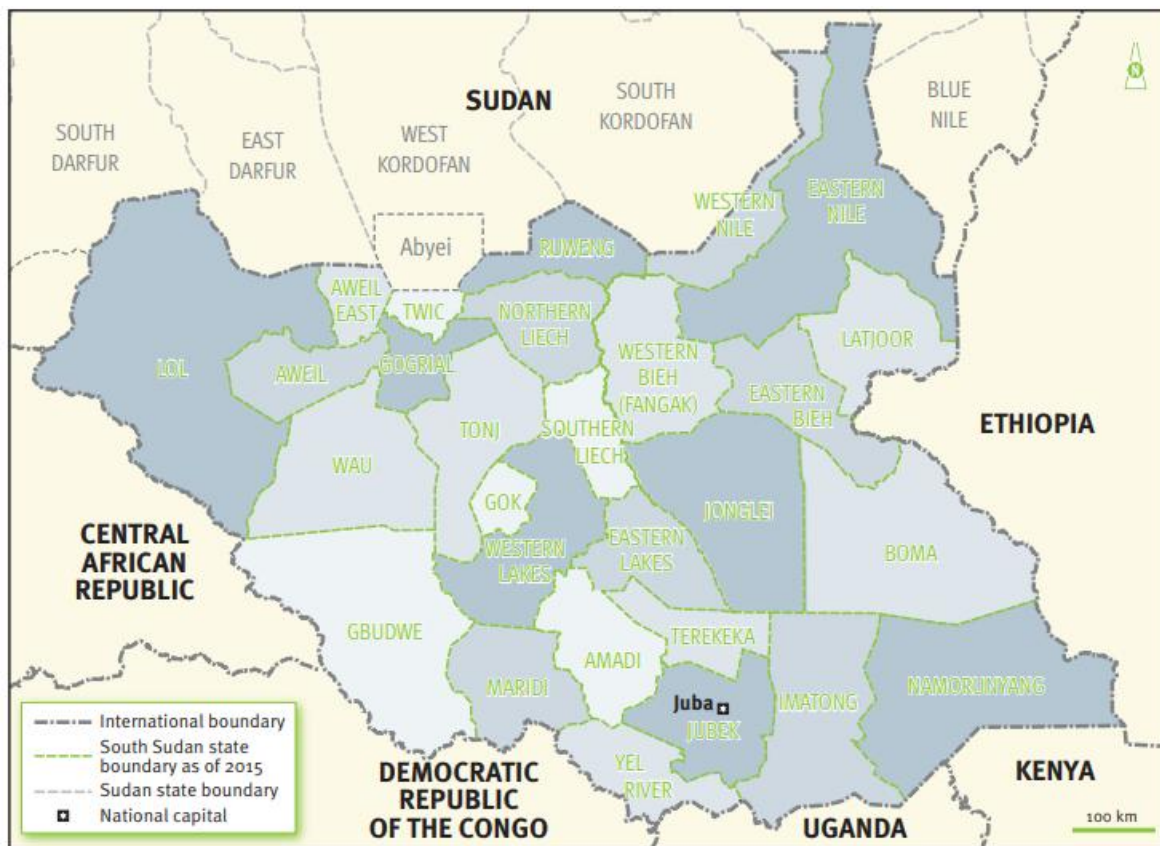 SUDAN
SOUTH
KORDOFAN
BLUE
NILE
SOUTH
DARFUR
EAST
DARFUR
WEST
KORDOFAN
N
Abyei
WESTERN
NILE
EASTERN
NILE
RUWENG
AWEIL
EAST
TWIC
NORTHERN
LIECH
LATJOOR
LOL
AWEIL
GOGRIAL
WESTERN
BIEH
(FANGAK)
EASTERN
BIEH
TONJ
SOUTHERN
LIECH
ETHIOPIA
WAU
GOK
JONGLEI
CENTRAL
AFRICAN
REPUBLIC
WESTERN
LAKES
EASTERN
LAKES
BOMA
GBUDWE
TEREKEKA
AMADI
MARIDI
IMATONG
NAMORUNYANG
Juba
JUBEK
YEI
RIVER
DEMOCRATIC
REPUBLIC
OF THE CONGO
UGANDA
KENYA
International boundary
South Sudan state
boundary as of 2015
Sudan state boundary
National capital
100 km